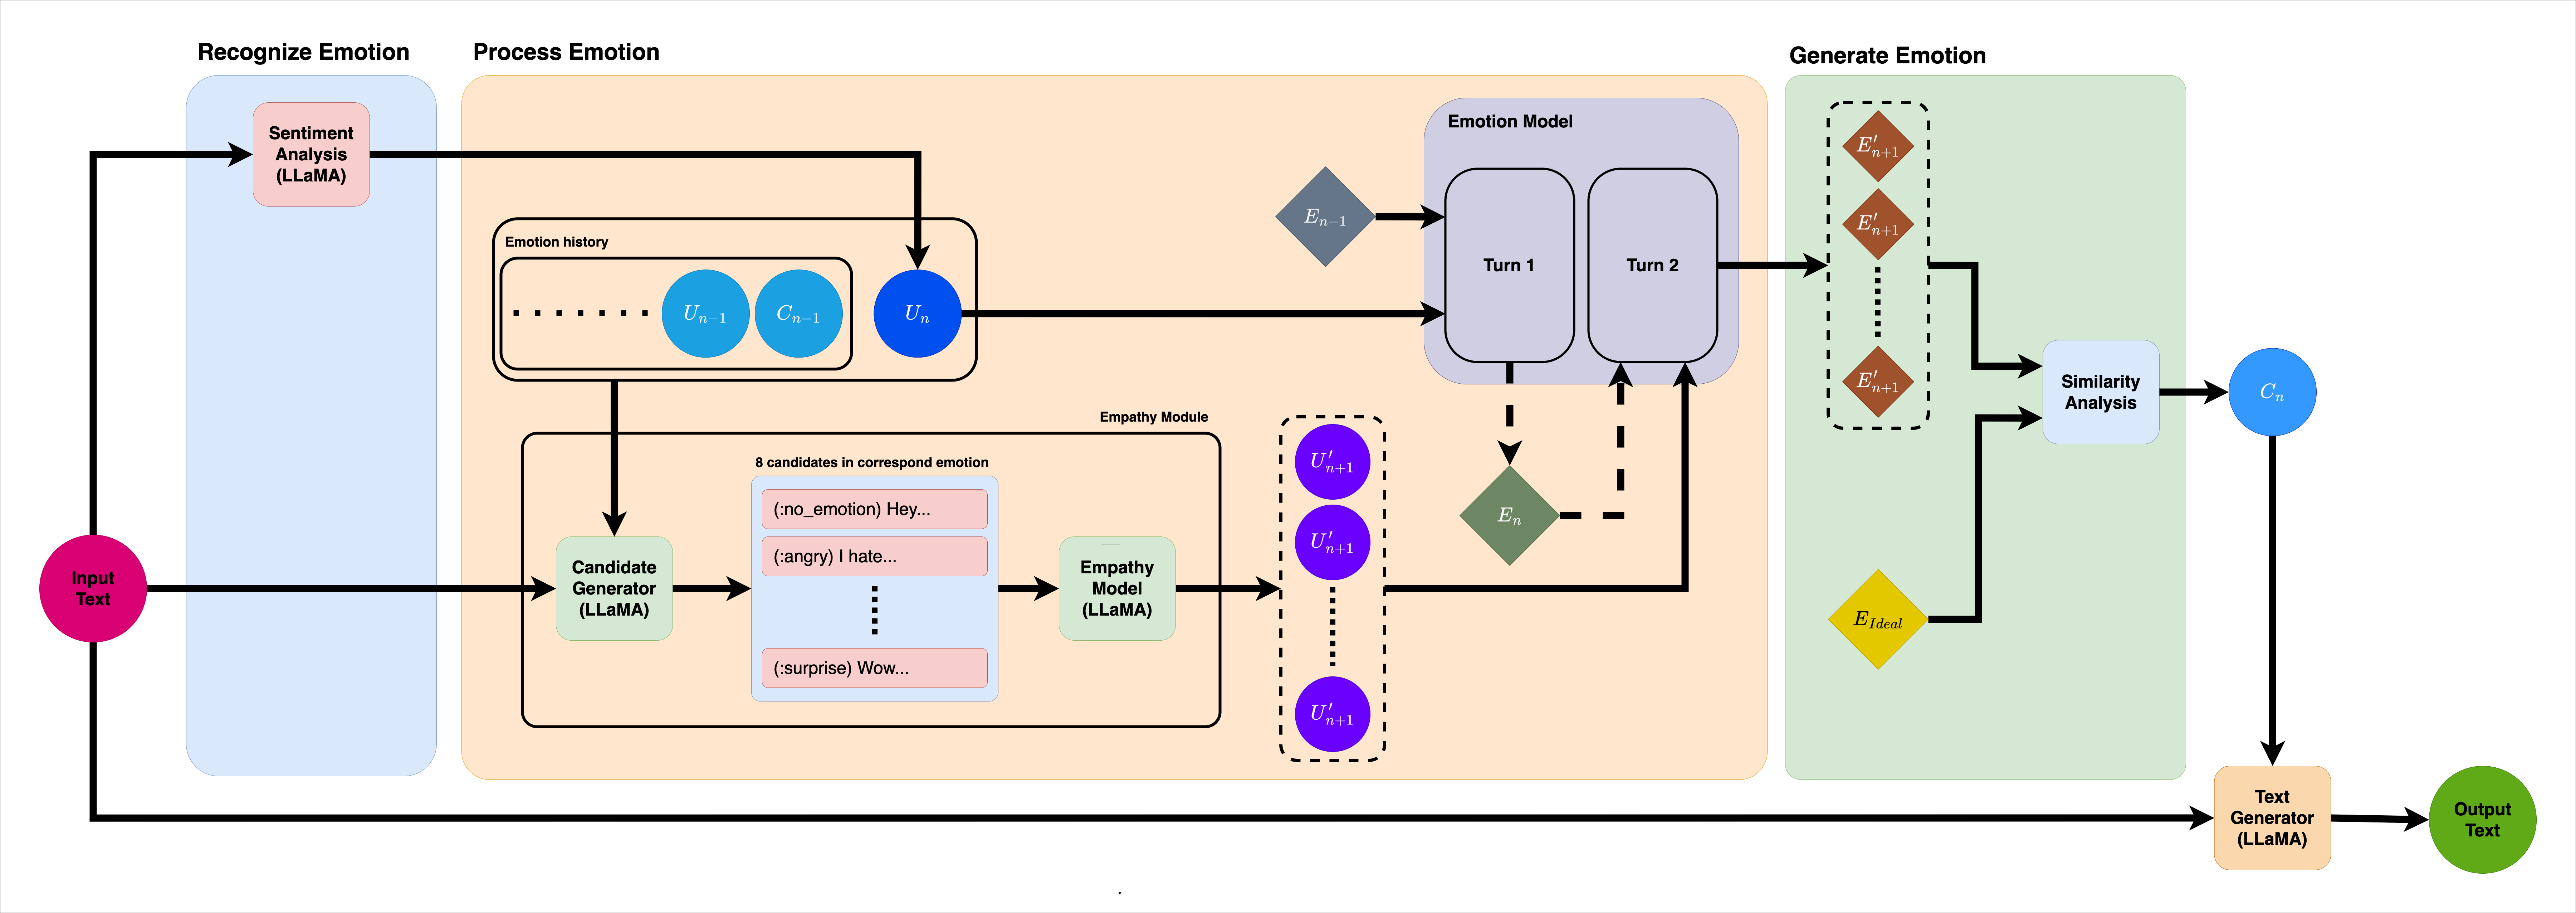 Recognize Emotion
Process Emotion
Generate Emotion
Sentiment
Analysis
(LLaMA)
Emotion history
U_{n-1}
C_{n-1}
U_n
E_{n-1}
Emotion Model
Turn 1
Turn 2
E'_{n+1}
E'_{n+1}
E'_{n+1}
Similarity
Analysis
C_n
Empathy Module
8 candidates in correspond emotion
(:no_emotion) Hey...
(:angry) I hate...
(:surprise) Wow...
Input
Text
Candidate
Generator
(LLaMA)
Empathy
Model
(LLaMA)
U'_{n+1}
U'_{n+1}
U'_{n+1}
E_n
E_{Ideal}
Text
Generator
(LLaMA)
Output
Text